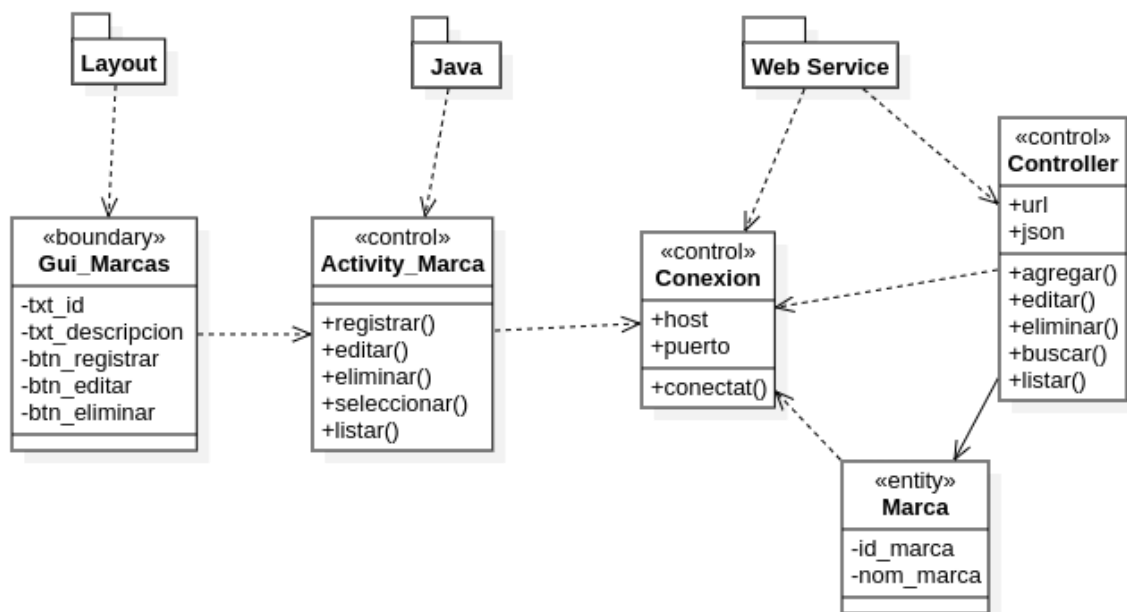 Layout
Java
Web Service
«boundary»
Gui_Marcas
-txt_id
-txt_descripcion
-btn_registrar
-btn_editar
-btn_eliminar
«control»
Activity_Marca
+registrar()
+editar()
+eliminar()
+seleccionar()
+listar()
«control»
Conexion
+host
+puerto
+conectat()
«control»
Controller
+url
+json
+agregar()
+editar()
+eliminar()
+buscar()
+listar()
«entity»
Marca
-id_marca
-nom_marca